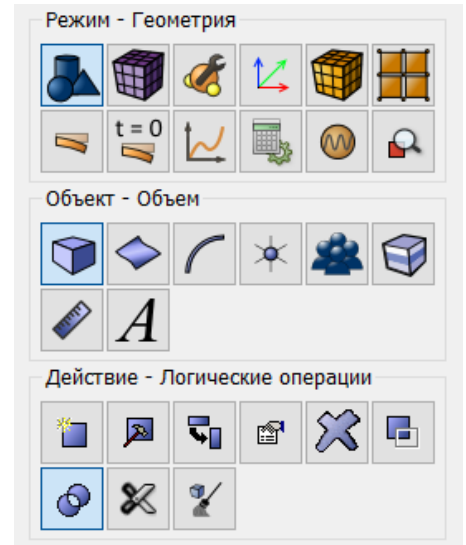 Режим - Геометрия
t = 0
Объект - Объем
A
Действие - Логические операции